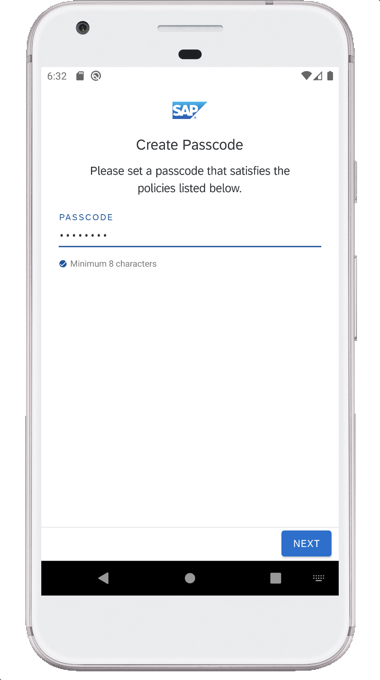 6:32
SAP
Create Passcode
Please set a passcode that satisfies the
policies listed below.
PASSCODE
••••••••
Minimum 8 characters
NEXT